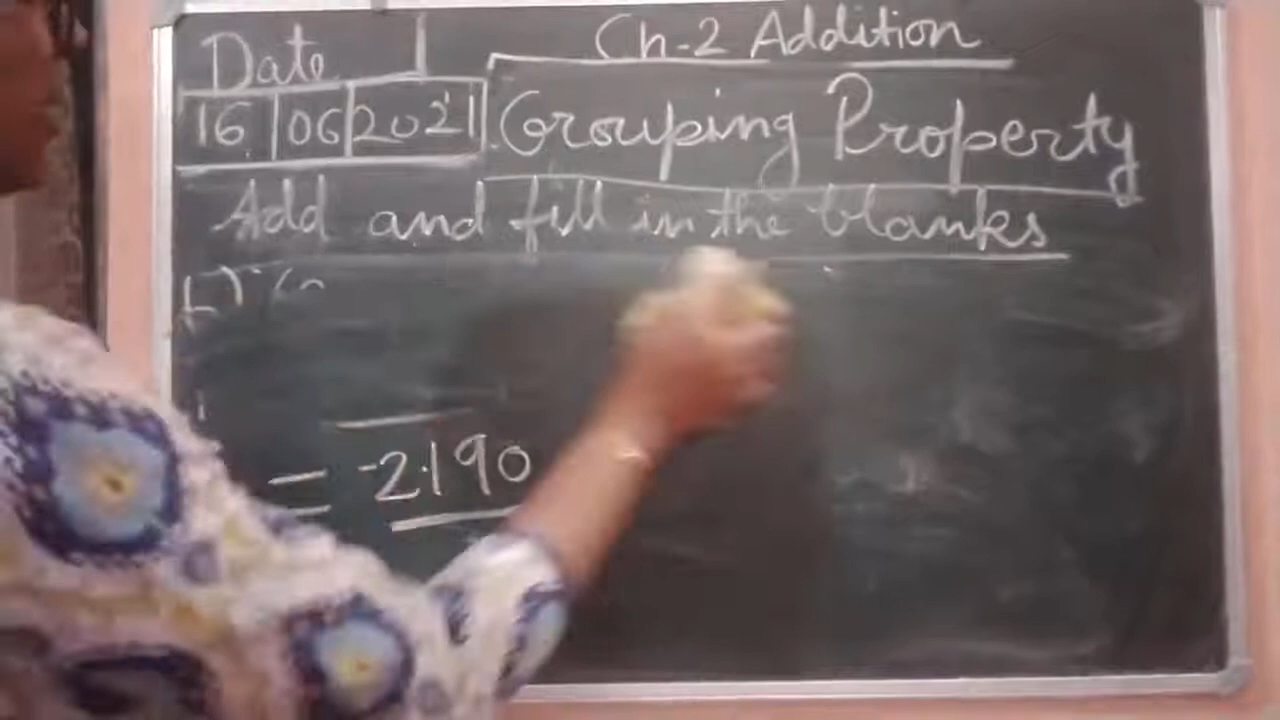 Ch-2 Addition
Date
16 06 2021
Grouping Property
Add and fill in the blanks
= 2190